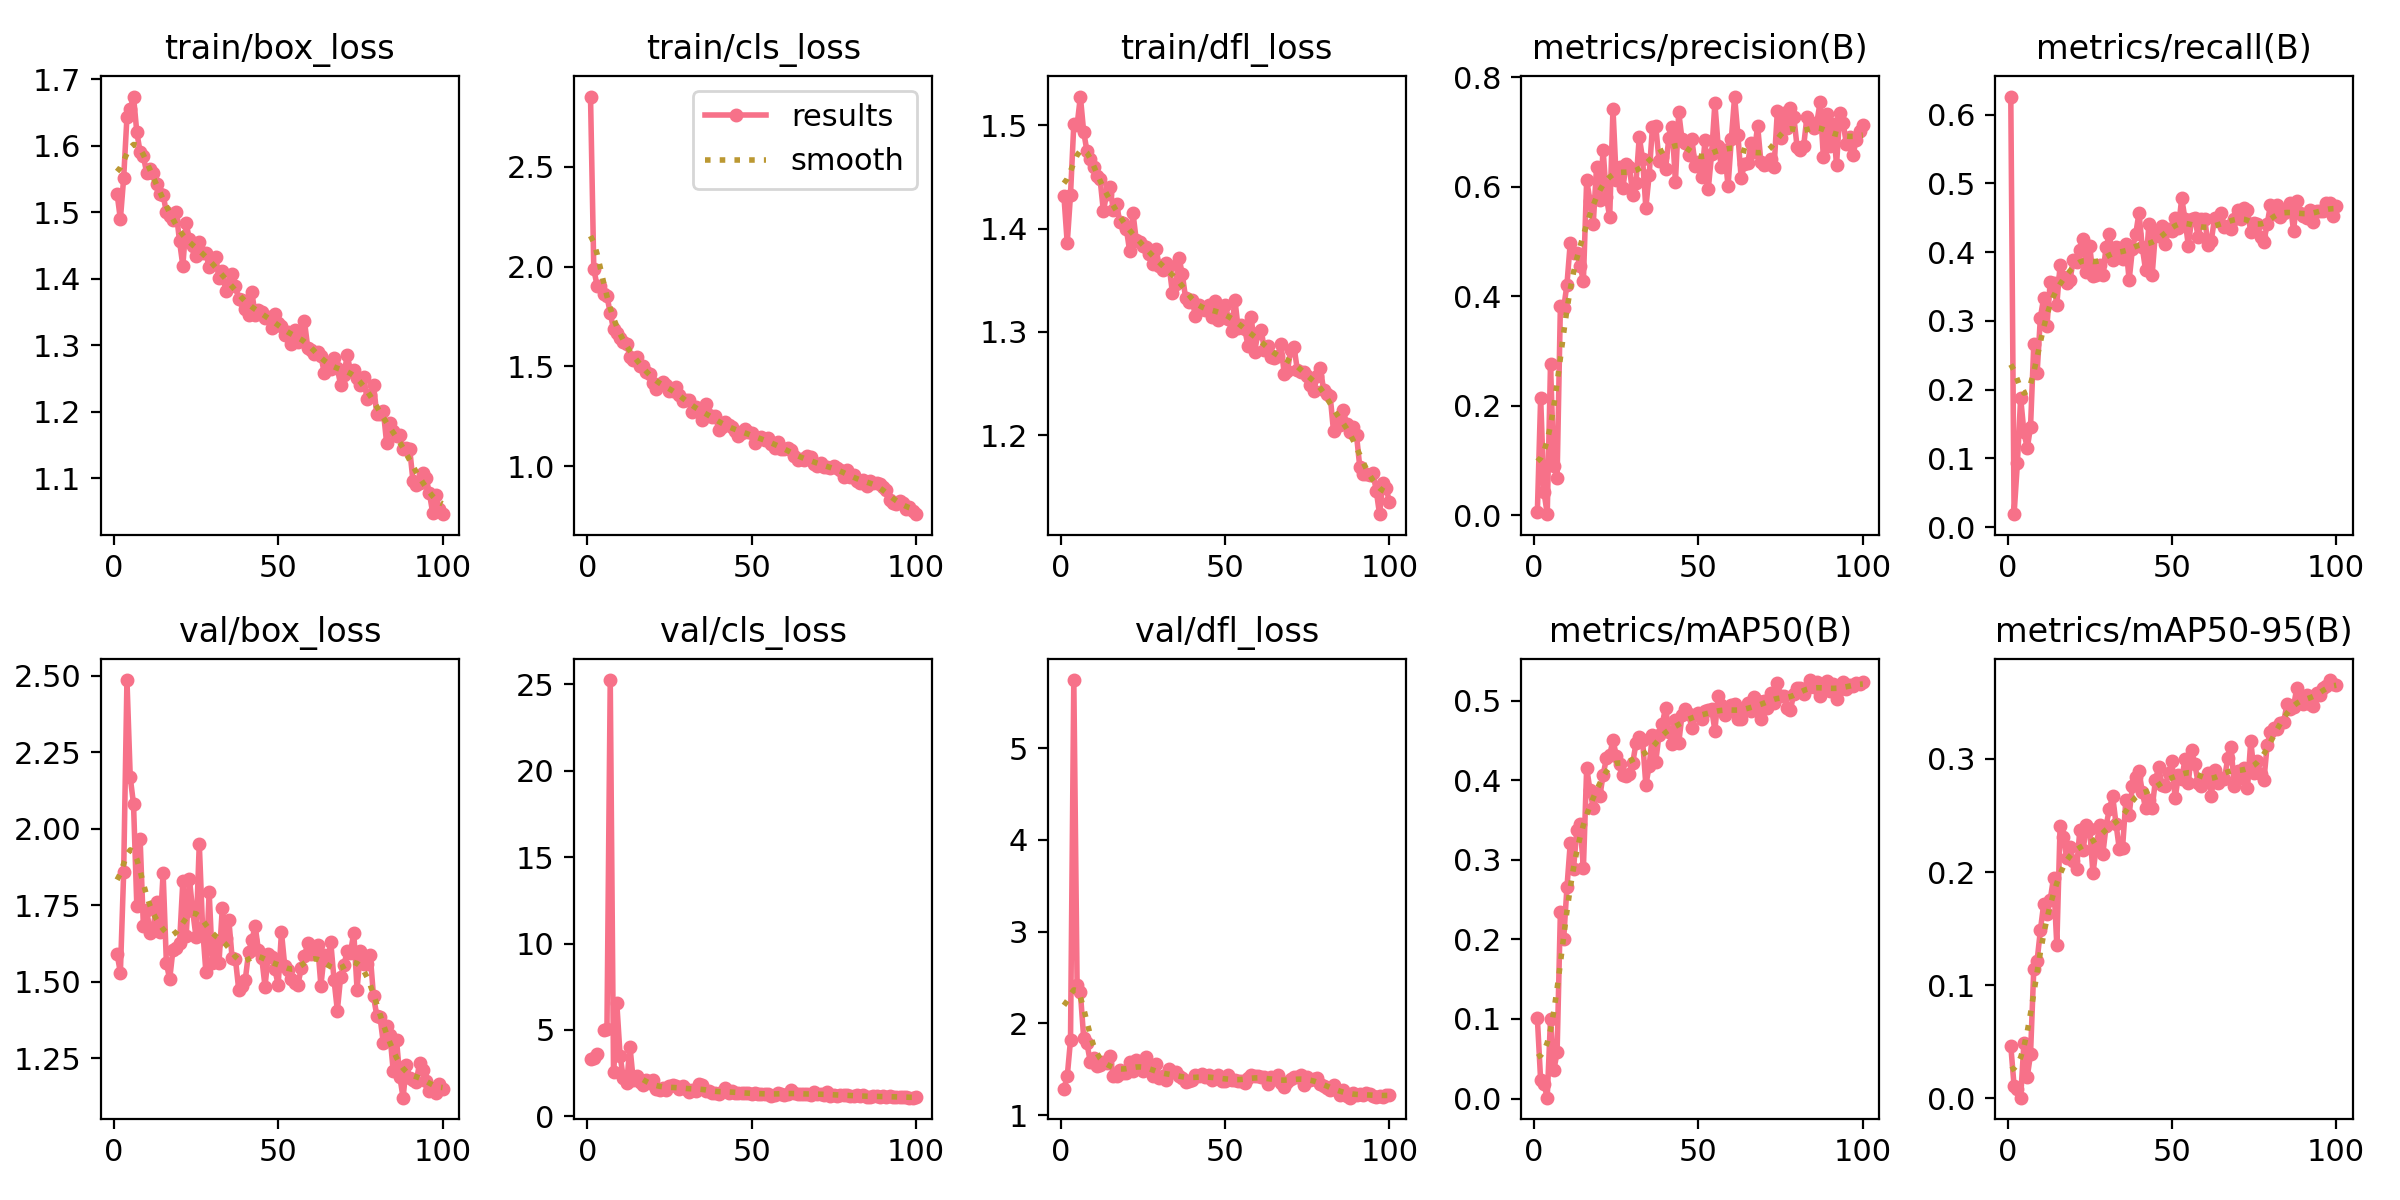 train/box_loss
1.7
1.6
1.5
1.4
1.3
1.2
1.1
0 50 100
train/cls_loss
results
smooth
2.5
2.0
1.5
1.0
0 50 100
train/dfl_loss
1.5
1.4
1.3
1.2
0 50 100
metrics/precision(B)
0.8
0.6
0.4
0.2
0.0
0 50 100
metrics/recall(B)
0.6
0.5
0.4
0.3
0.2
0.1
0.0
0 50 100
val/box_loss
2.50
2.25
2.00
1.75
1.50
1.25
0 50 100
val/cls_loss
25
20
15
10
5
0
0 50 100
val/dfl_loss
5
4
3
2
1
0 50 100
metrics/mAP50(B)
0.5
0.4
0.3
0.2
0.1
0.0
0 50 100
metrics/mAP50-95(B)
0.3
0.2
0.1
0.0
0 50 100